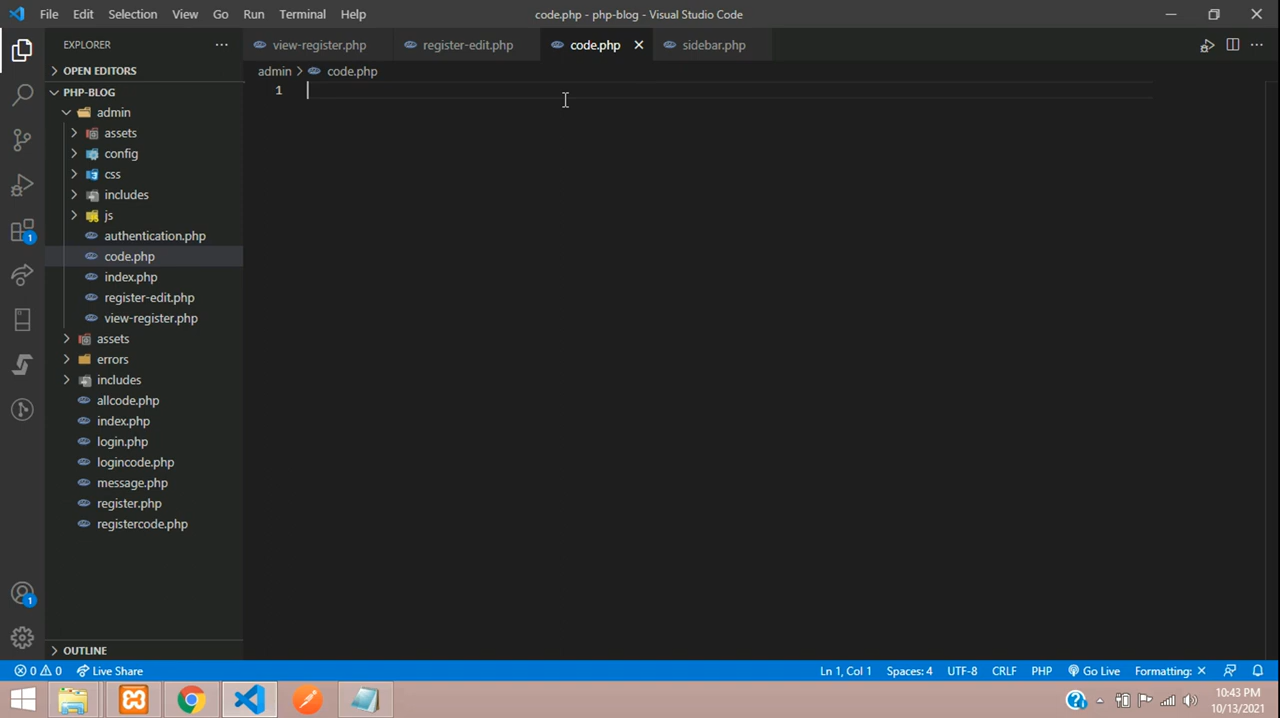 File Edit Selection View Go Run Terminal Help code.php - php-blog - Visual Studio Code
EXPLORER
view-register.php register-edit.php code.php sidebar.php
OPEN EDITORS
admin > code.php
PHP-BLOG
1
admin
assets
config
css
includes
js
authentication.php
code.php
index.php
register-edit.php
view-register.php
assets
errors
includes
allcode.php
index.php
login.php
logincode.php
message.php
register.php
registercode.php
1
1
OUTLINE
0 0 Live Share Ln 1, Col 1 Spaces: 4 UTF-8 CRLF PHP Go Live Formatting: ×
10:43 PM
10/13/2021